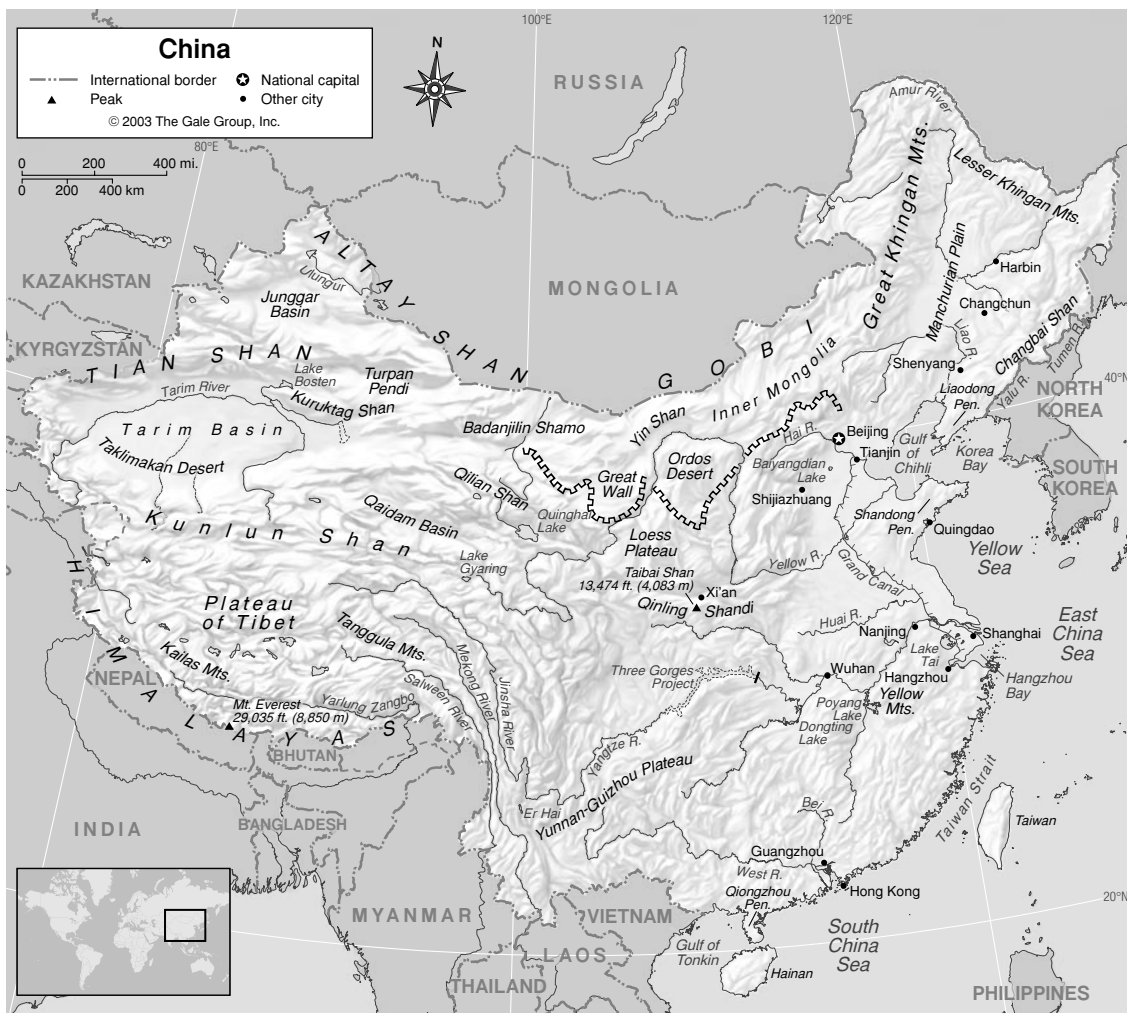 China
International border
National capital
Peak
Other city
© 2003 The Gale Group, Inc.
0 200 400 mi.
0 200 400 km
80°E
100°E
120°E
N
RUSSIA
Amur River
Lesser Khingan Mts.
Great Khingan Mts.
Manchurian Plain
Harbin
Changchun
Changbai Shan
Liao R.
Tumen R.
Shenyang
Liaodong
Pen.
Yalu R.
40°N
NORTH
KOREA
SOUTH
KOREA
Korea
Bay
KAZAKHSTAN
ALTAY SHAN
Ulungur
Junggar
Basin
MONGOLIA
GOBI
Inner Mongolia
KYRGYZSTAN
TIAN SHAN
Lake
Bosten
Turpan
Pendi
Tarim River
Kuruktag Shan
Tarim Basin
Taklimakan Desert
Badanjilin Shamo
Yin Shan
Hai R.
Beijing
Tianjin
Gulf
of
Chihli
Baiyangdian
Lake
Shijiazhuang
Ordos
Desert
Great
Wall
Qilian Shan
Quinghai
Lake
Qaidam Basin
Kunlun Shan
Loess
Plateau
Shandong
Pen.
Quingdao
Yellow
Sea
Lake
Gyaring
Taibai Shan
13,474 ft. (4,083 m)
Xi'an
Qinling Shandi
Yellow R.
Grand Canal
Plateau
of Tibet
Tanggula Mts.
HIMALAYAS
Kailas Mts.
NEPAL
Mt. Everest
29,035 ft. (8,850 m)
Yarlung Zangbo
Salween River
Mekong River
Jinsha River
Huai R.
Nanjing
Lake
Tai
Shanghai
Hangzhou
Hangzhou
Bay
East
China
Sea
Three Gorges
Project
Wuhan
Yellow
Mts.
Poyang
Lake
Dongting
Lake
Yangtze R.
Yunnan-Guizhou Plateau
BHUTAN
Er Hai
Bei R.
Taiwan Strait
Taiwan
INDIA
BANGLADESH
Guangzhou
West R.
Hong Kong
Qiongzhou
Pen.
20°N
MYANMAR
VIETNAM
LAOS
THAILAND
Gulf of
Tonkin
Hainan
South
China
Sea
PHILIPPINES